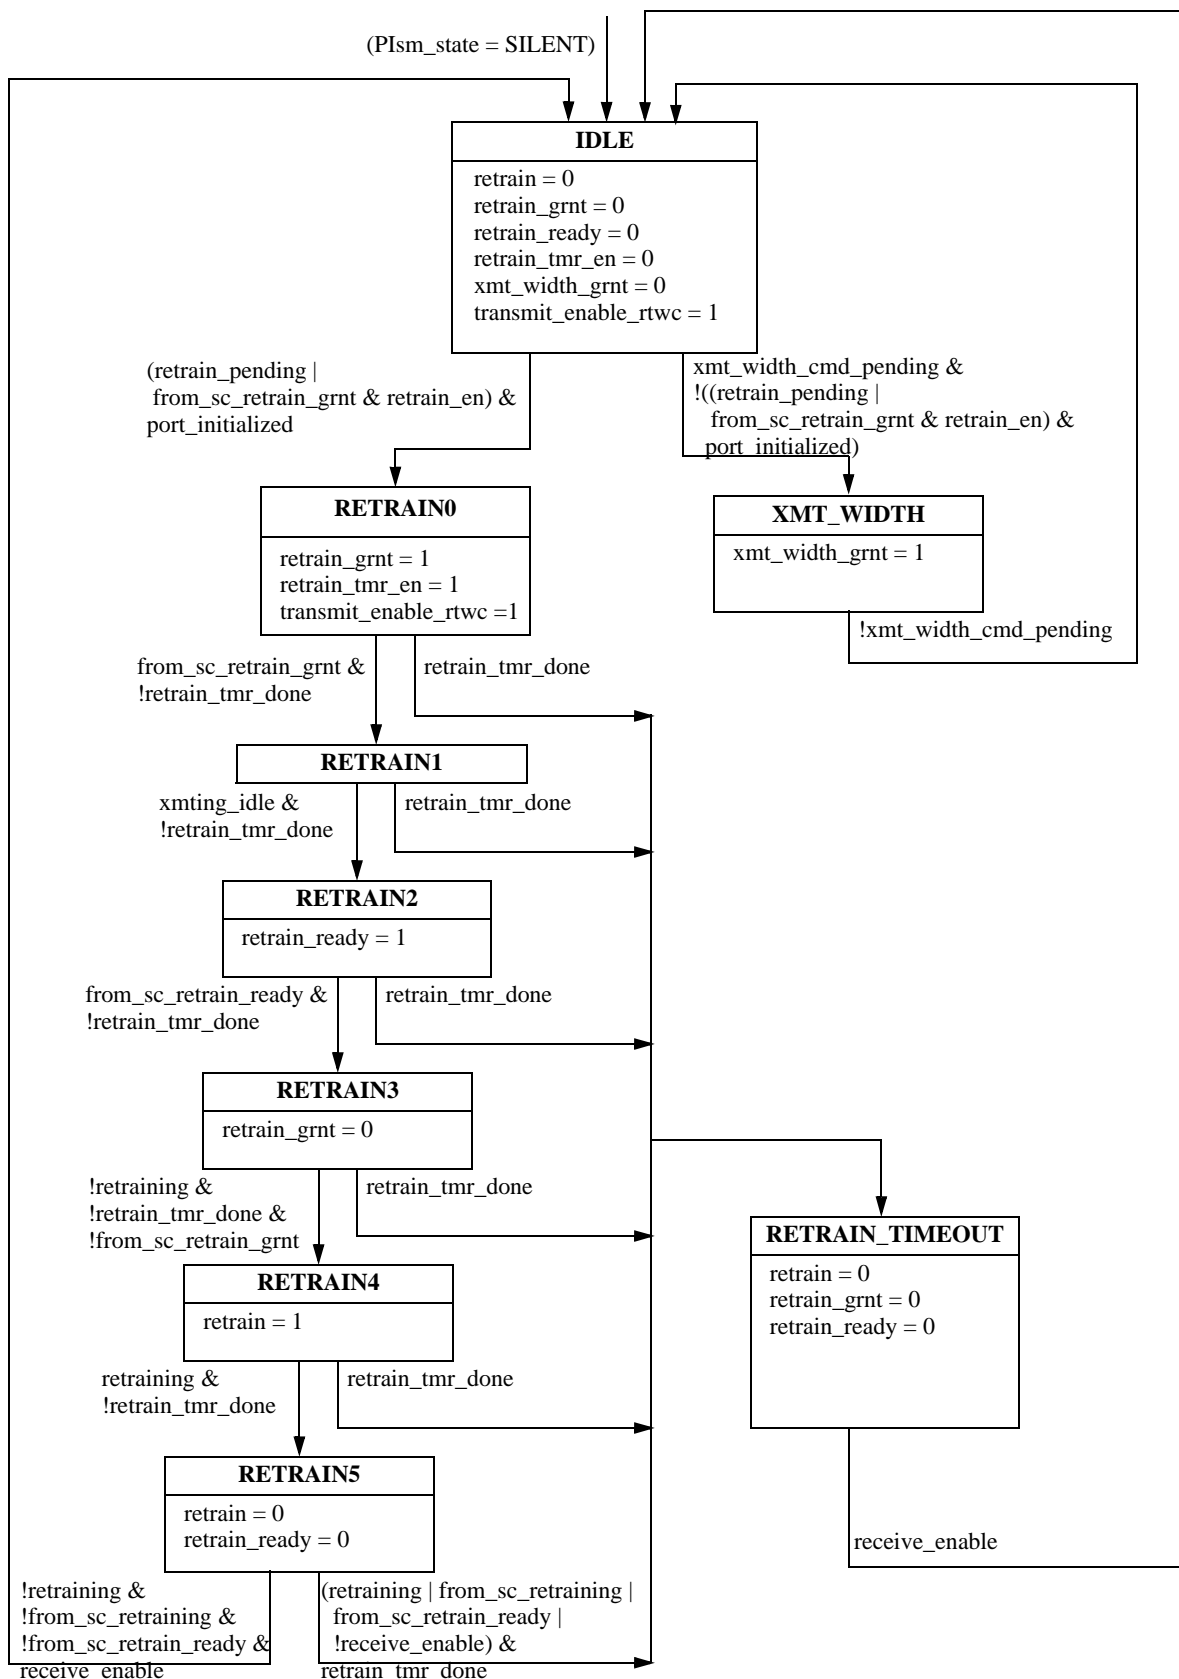 (PIsm_state = SILENT)
IDLE
retrain = 0
retrain_grnt = 0
retrain_ready = 0
retrain_tmr_en = 0
xmt_width_grnt = 0
transmit_enable_rtwc = 1
(retrain_pending |
from_sc_retrain_grnt & retrain_en) &
port_initialized
xmt_width_cmd_pending &
!((retrain_pending |
from_sc_retrain_grnt & retrain_en) &
port_initialized)
RETRAIN0
retrain_grnt = 1
retrain_tmr_en = 1
transmit_enable_rtwc =1
XMT_WIDTH
xmt_width_grnt = 1
!xmt_width_cmd_pending
from_sc_retrain_grnt &
!retrain_tmr_done
retrain_tmr_done
RETRAIN1
xmting_idle &
!retrain_tmr_done
retrain_tmr_done
RETRAIN2
retrain_ready = 1
from_sc_retrain_ready &
!retrain_tmr_done
retrain_tmr_done
RETRAIN3
retrain_grnt = 0
!retraining &
!retrain_tmr_done &
!from_sc_retrain_grnt
retrain_tmr_done
RETRAIN4
retrain = 1
retraining &
!retrain_tmr_done
retrain_tmr_done
RETRAIN_TIMEOUT
retrain = 0
retrain_grnt = 0
retrain_ready = 0
receive_enable
RETRAIN5
retrain = 0
retrain_ready = 0
!retraining &
!from_sc_retraining &
!from_sc_retrain_ready &
receive_enable
(retraining | from_sc_retraining |
from_sc_retrain_ready |
!receive_enable) &
retrain_tmr_done